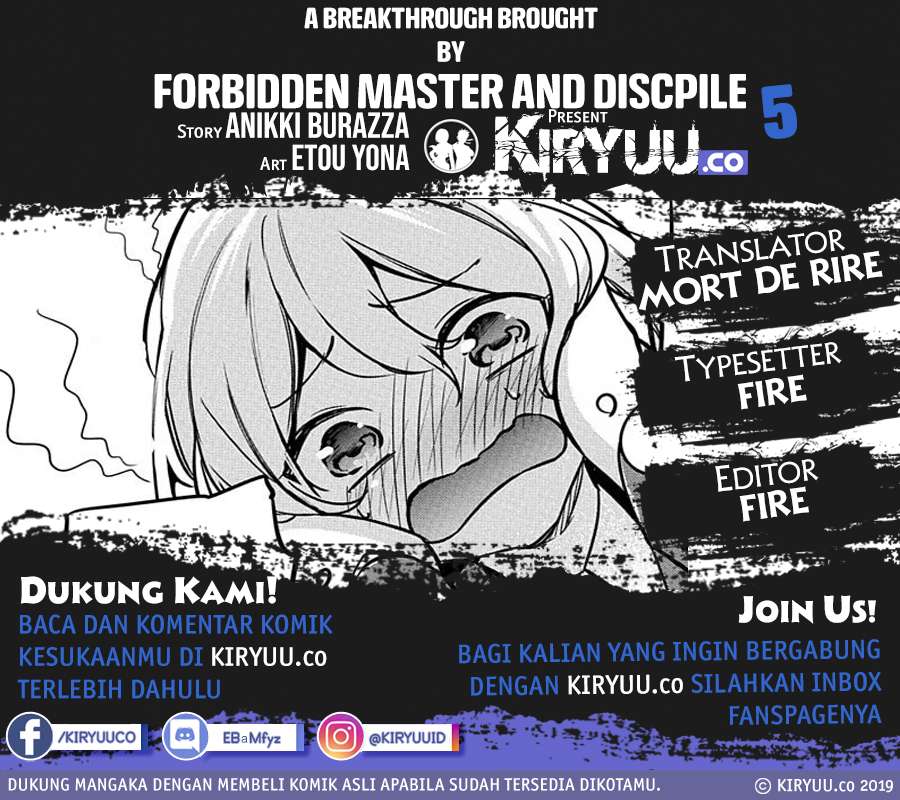 A BREAKTHROUGH BROUGHT
BY
FORBIDDEN MASTER AND DISCPILE
5
STORY ANIKKI BURAZZA
ART ETOU YONA
PRESENT
KIRYUU.CO
TRANSLATOR
MORT DE RIRE
TYPESETTER
FIRE
EDITOR
FIRE
DUKUNG KAMI!
BACA DAN KOMENTAR KOMIK
KESUKAANMU DI KIRYUU.co
TERLEBIH DAHULU
JOIN US!
BAGI KALIAN YANG INGIN BERGABUNG
DENGAN KIRYUU.co SILAHKAN INBOX
FANSPAGENYA
/KIRYUUCO
EBaMfyz
@KIRYUUID
DUKUNG MANGAKA DENGAN MEMBELI KOMIK ASLI APABILA SUDAH TERSEDIA DIKOTAMU.
© KIRYUU.co 2019